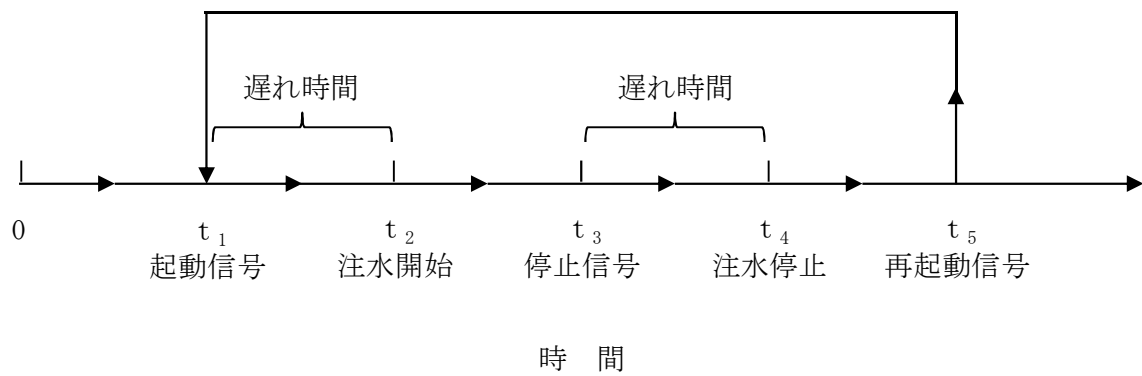 遅れ時間 遅れ時間
0 t₁ t₂ t₃ t₄ t₅
起動信号 注水開始 停止信号 注水停止 再起動信号
時 間